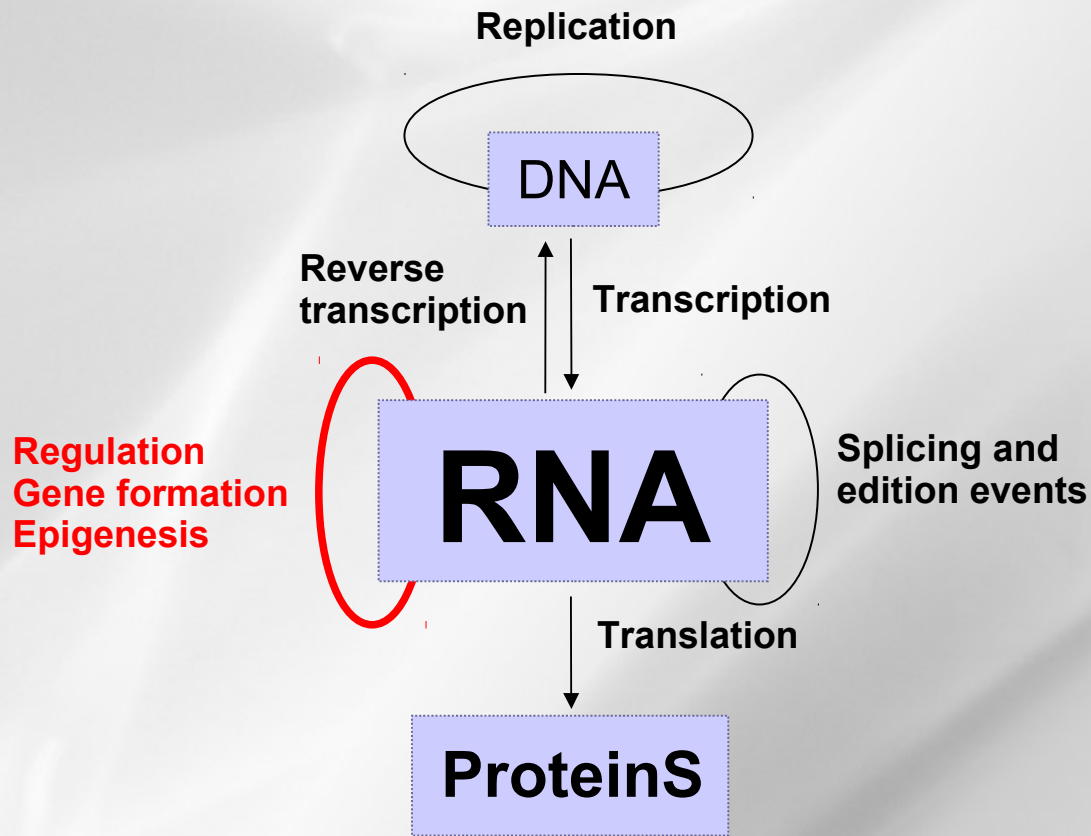 Replication
DNA
Reverse
transcription
Transcription
Regulation
Gene formation
Epigenesis
RNA
Splicing and
edition events
Translation
ProteinS